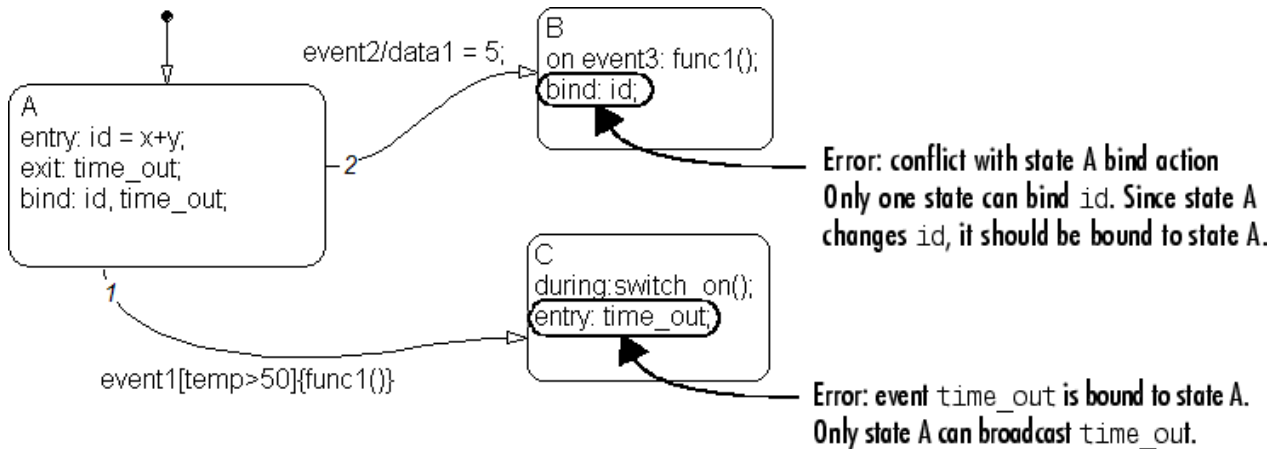 event2/data1 = 5;
A
entry: id = x+y;
exit: time_out;
bind: id, time_out;
2
1
event1[temp>50]{func1()}
B
on event3: func1();
bind: id;
Error: conflict with state A bind action
Only one state can bind id. Since state A
changes id, it should be bound to state A.
C
during:switch_on();
entry: time_out;
Error: event time_out is bound to state A.
Only state A can broadcast time_out.